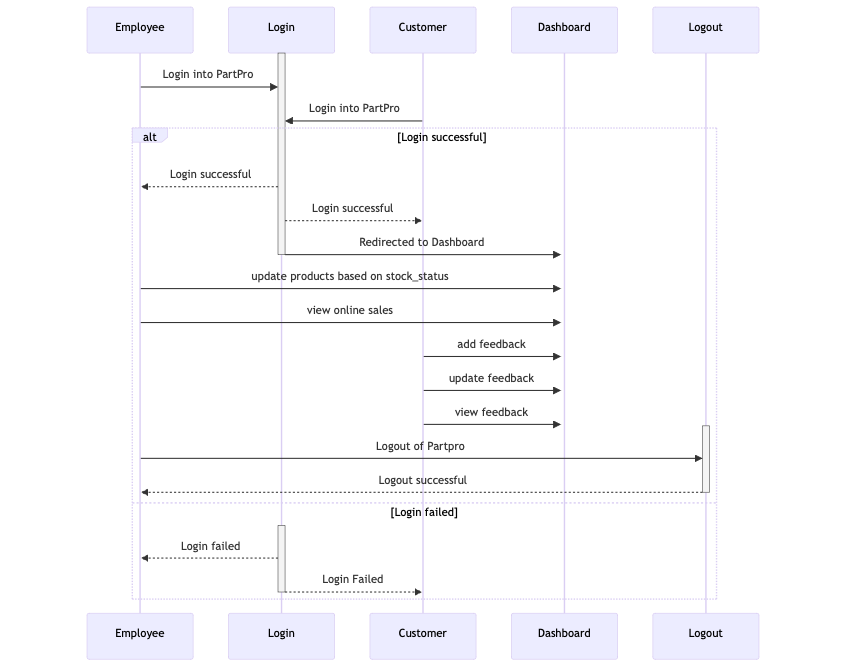 Employee
Login
Customer
Dashboard
Logout
Login into PartPro
Login into PartPro
alt
[Login successful]
Login successful
Login successful
Redirected to Dashboard
update products based on stock_status
view online sales
add feedback
update feedback
view feedback
Logout of Partpro
Logout successful
[Login failed]
Login failed
Login Failed
Employee
Login
Customer
Dashboard
Logout